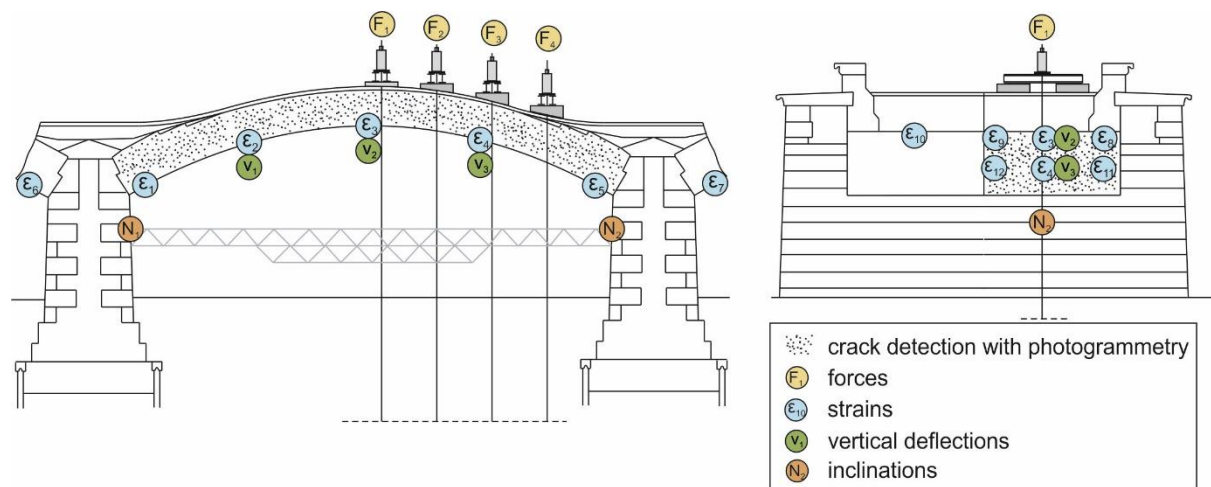 F₁ F₂ F₃ F₄
F₁
ε₃
ε₂ ε₄
v₂
v₁ v₃
ε₆ ε₁ ε₅ ε₇
N₁ N₂
ε₁₀ ε₉ ε₃ v₂ ε₈
ε₁₂ ε₄ v₃ ε₁₁
N₂
crack detection with photogrammetry
F₁ forces
ε₁₀ strains
v₁ vertical deflections
N₂ inclinations